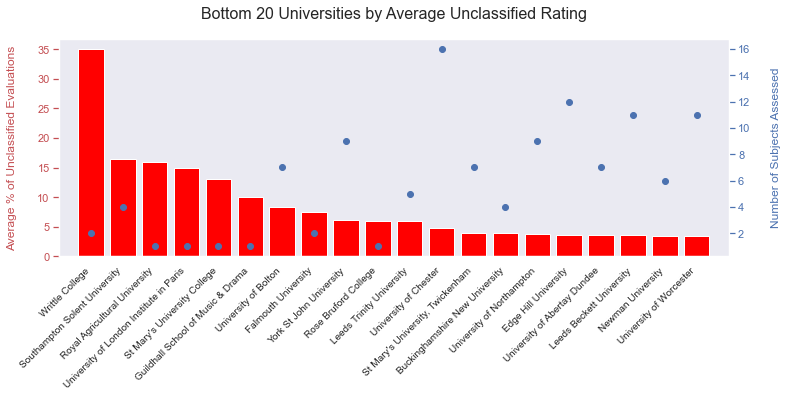 Bottom 20 Universities by Average Unclassified Rating
Average % of Unclassified Evaluations
35
30
25
20
15
10
5
0
16
14
12
10
8
6
4
2
Number of Subjects Assessed
Writtle College
Southampton Solent University
Royal Agricultural University
University of London Institute in Paris
St Mary's University College
Guildhall School of Music & Drama
University of Bolton
Falmouth University
York St John University
Rose Bruford College
Leeds Trinity University
University of Chester
St Mary's University, Twickenham
Buckinghamshire New University
University of Northampton
Edge Hill University
University of Abertay Dundee
Leeds Beckett University
Newman University
University of Worcester